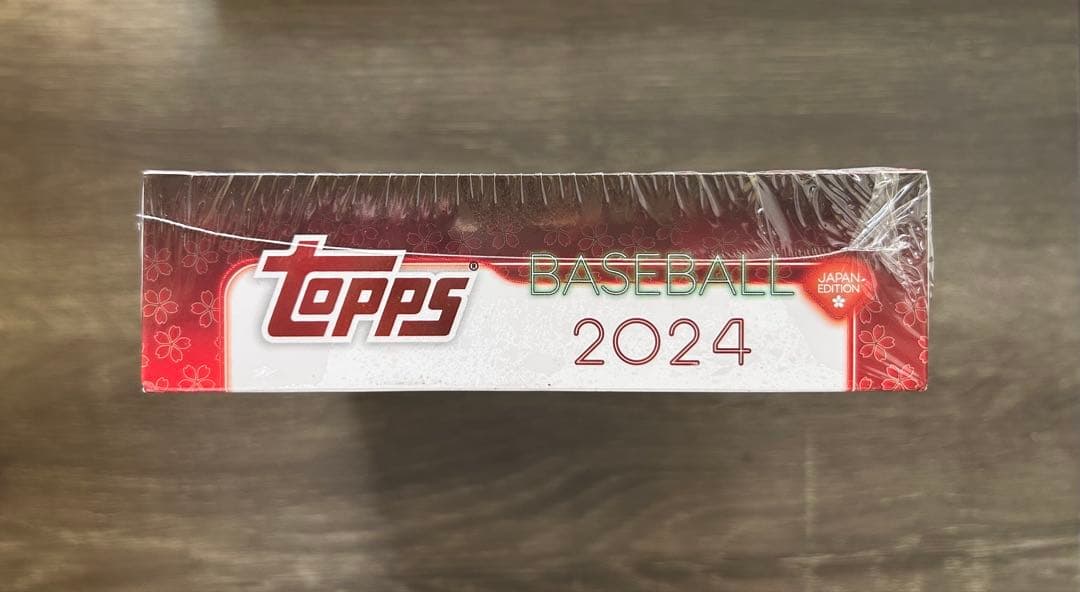 Topps®
BASEBALL
2024
JAPAN
EDITION